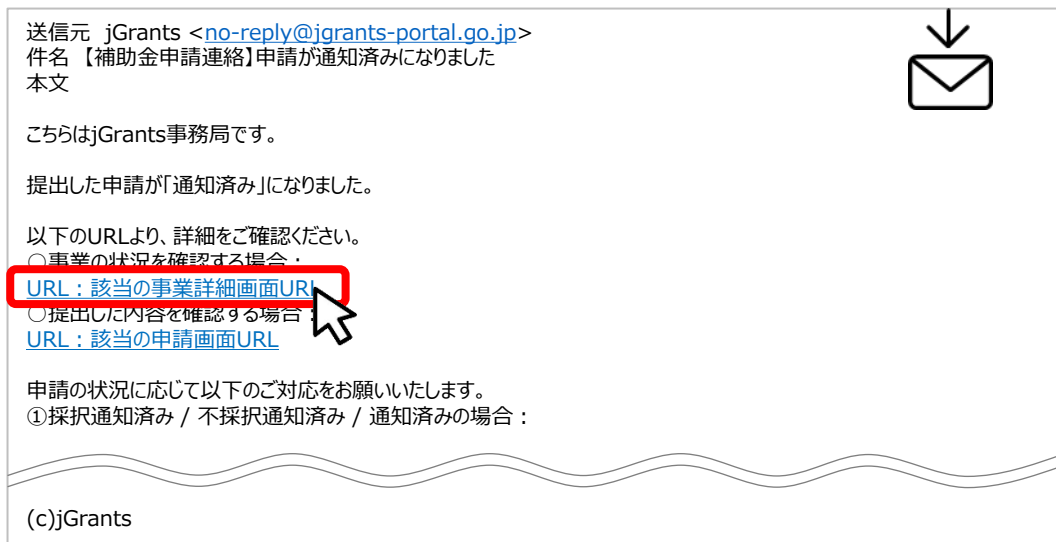 送信元 jGrants <no-reply@jgrants-portal.go.jp>
件名 【補助金申請連絡】申請が通知済みになりました
本文
こちらはjGrants事務局です。
提出した申請が「通知済み」になりました。
以下のURLより、詳細をご確認ください。
○事業の状況を確認する場合：
URL：該当の事業詳細画面URL
○提出した内容を確認する場合：
URL：該当の申請画面URL
申請の状況に応じて以下のご対応をお願いいたします。
①採択通知済み / 不採択通知済み / 通知済みの場合：
(c)jGrants